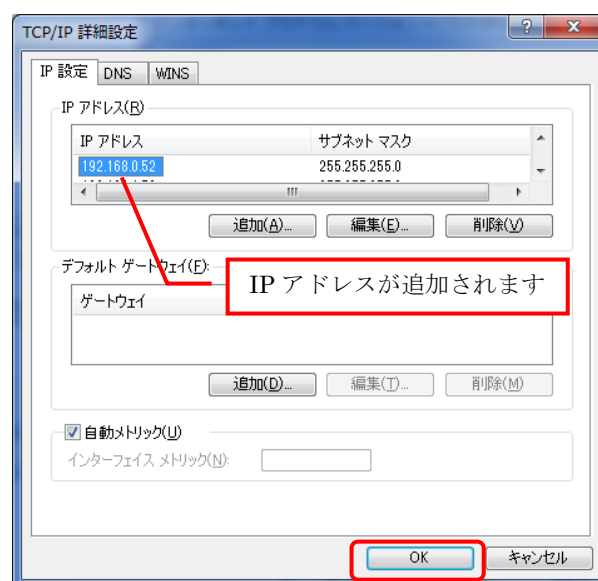 TCP/IP 詳細設定
IP 設定 DNS WINS
IP アドレス(R)
IP アドレス サブネット マスク
192.168.0.52 255.255.255.0
追加(A)... 編集(E)... 削除(V)
デフォルト ゲートウェイ(F):
IP アドレスが追加されます
ゲートウェイ
追加(D)... 編集(T)... 削除(M)
自動メトリック(U)
インターフェイス メトリック(N):
OK キャンセル